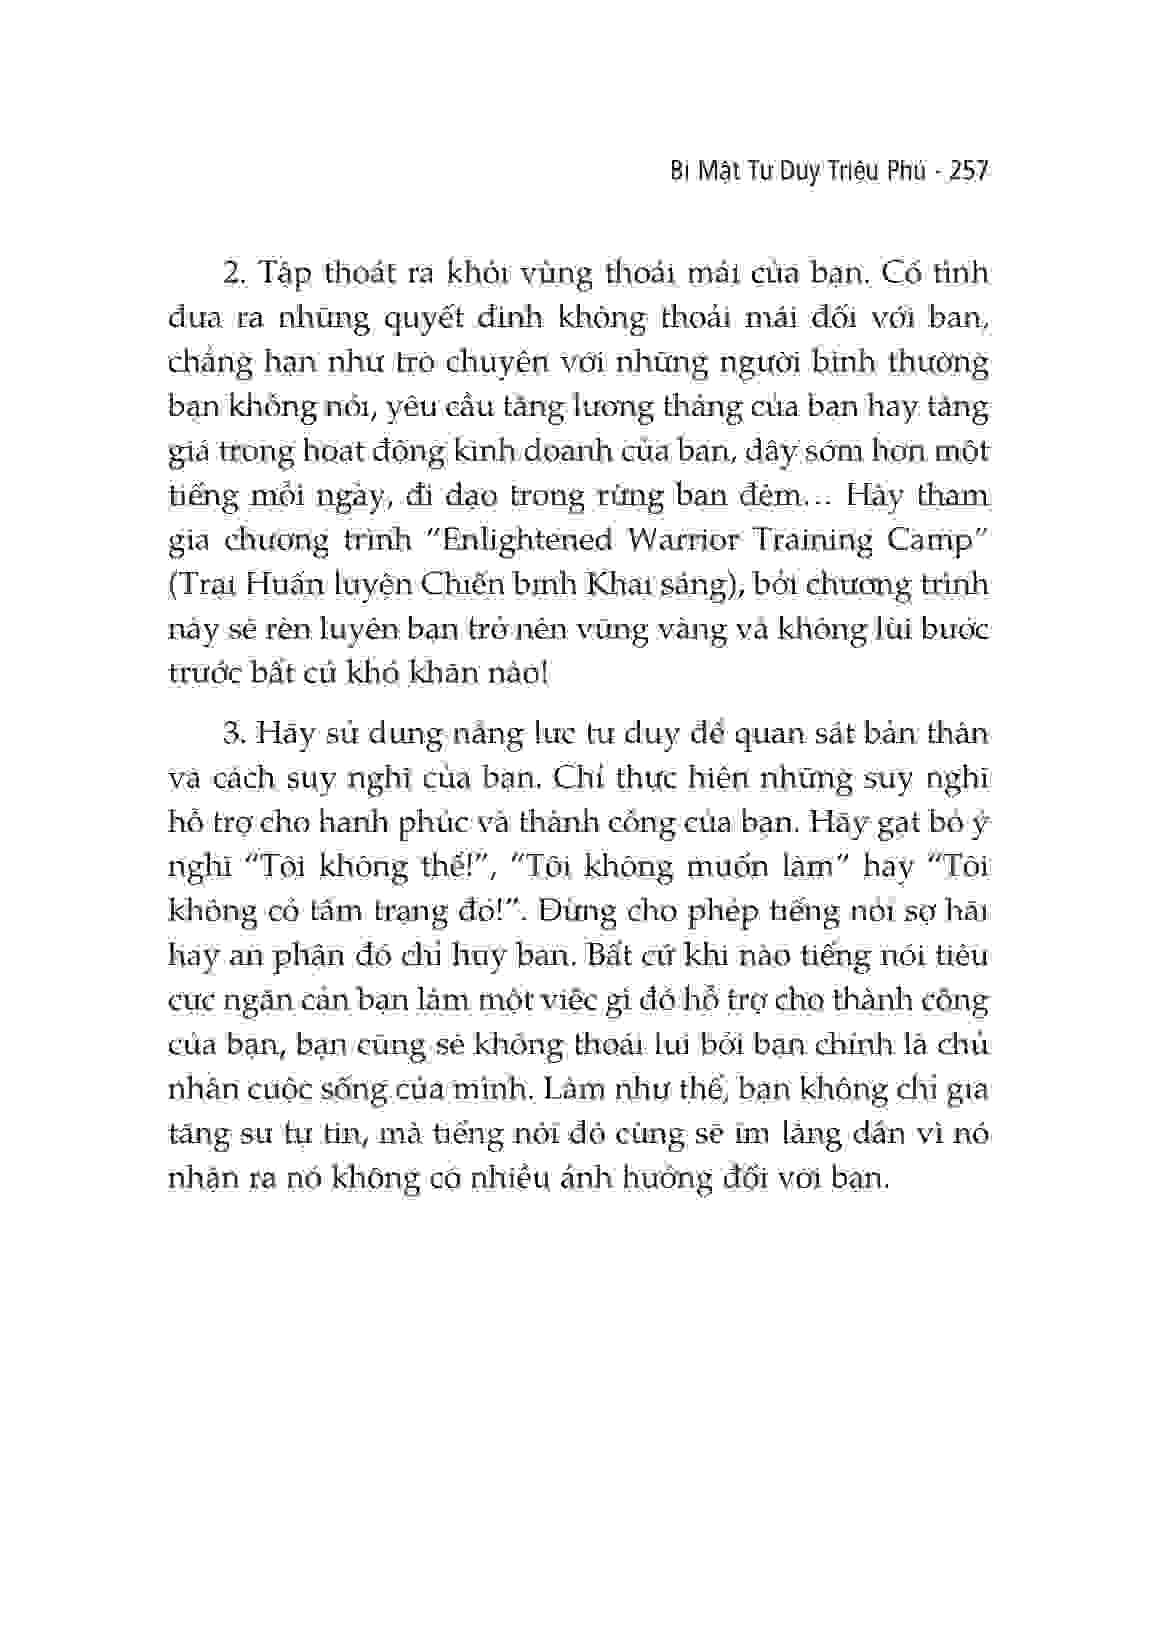 Bí Mật Tư Duy Triệu Phú - 257
2. Tập thoát ra khỏi vùng thoải mái của bạn. Cố tình
đưa ra những quyết định không thoải mái đối với bạn,
chẳng hạn như trò chuyện với những người bình thường
bạn không nói, yêu cầu tăng lương tháng của bạn hay tăng
giá trong hoạt động kinh doanh của bạn, dậy sớm hơn một
tiếng mỗi ngày, đi dạo trong rừng ban đêm... Hãy tham
gia chương trình “Enlightened Warrior Training Camp”
(Trại Huấn luyện Chiến binh Khai sáng), bởi chương trình
này sẽ rèn luyện bạn trở nên vững vàng và không lùi bước
trước bất cứ khó khăn nào!
3. Hãy sử dụng năng lực tư duy để quan sát bản thân
và cách suy nghĩ của bạn. Chỉ thực hiện những suy nghĩ
hỗ trợ cho hạnh phúc và thành công của bạn. Hãy gạt bỏ ý
nghĩ “Tôi không thể!”, “Tôi không muốn làm” hay “Tôi
không có tâm trạng đó!”. Đừng cho phép tiếng nói sợ hãi
hay an phận đó chỉ huy bạn. Bất cứ khi nào tiếng nói tiêu
cực ngăn cản bạn làm một việc gì đó hỗ trợ cho thành công
của bạn, bạn cũng sẽ không thoái lui bởi bạn chính là chủ
nhân cuộc sống của mình. Làm như thế, bạn không chỉ gia
tăng sự tự tin, mà tiếng nói đó cũng sẽ im lặng dần vì nó
nhận ra nó không có nhiều ảnh hưởng đối với bạn.